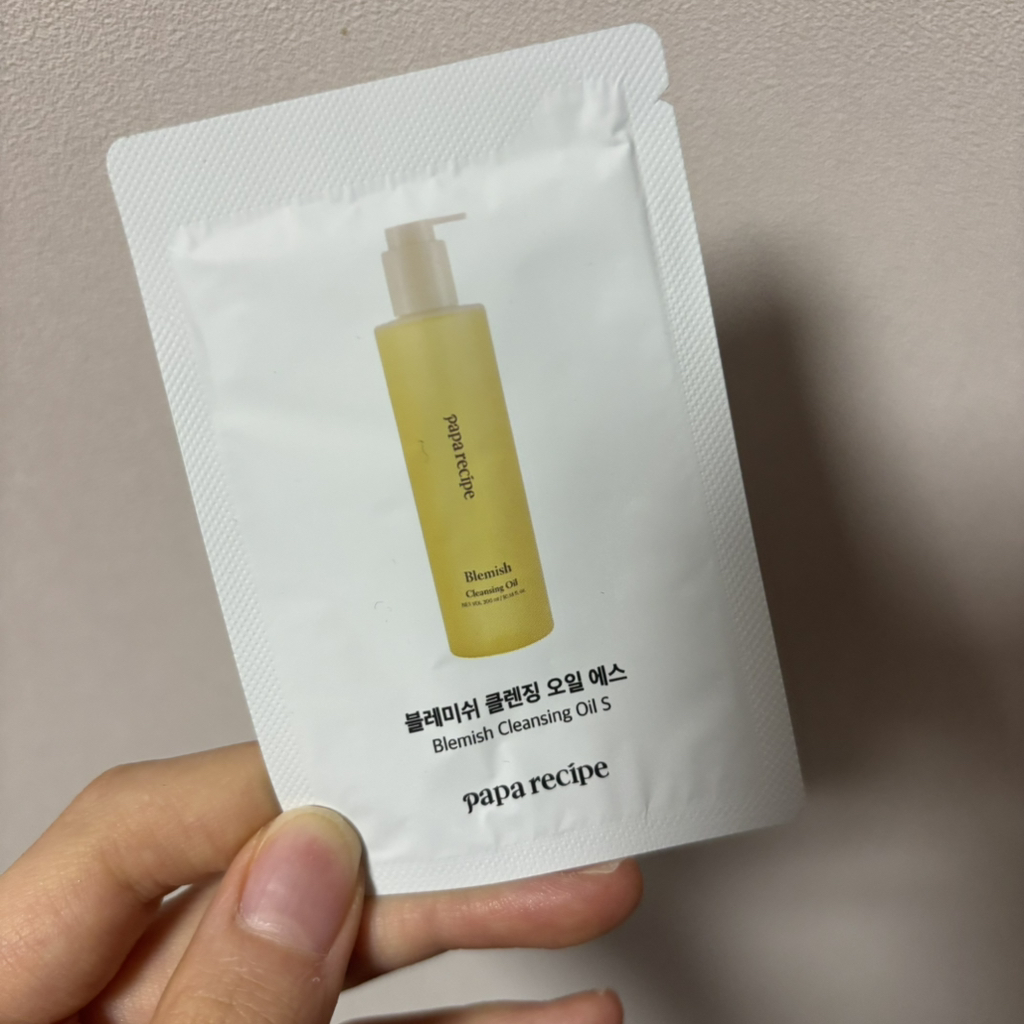 papa recipe
Blemish
Cleansing Oil
블레미쉬 클렌징 오일 에스
Blemish Cleansing Oil S
papa recipe